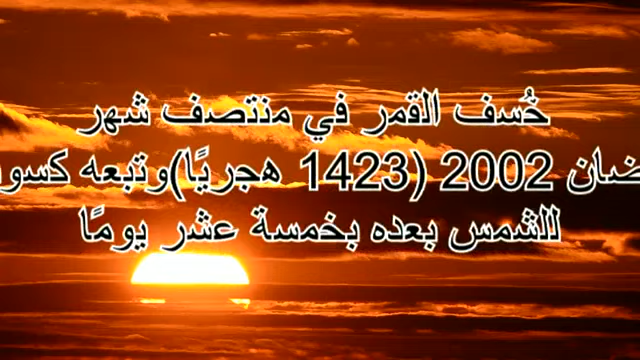 خُسف القمر في منتصف شهر
ضان 2002 (1423 هجريًا)وتبعه كسو
للشمس بعده بخمسة عشر يومًا